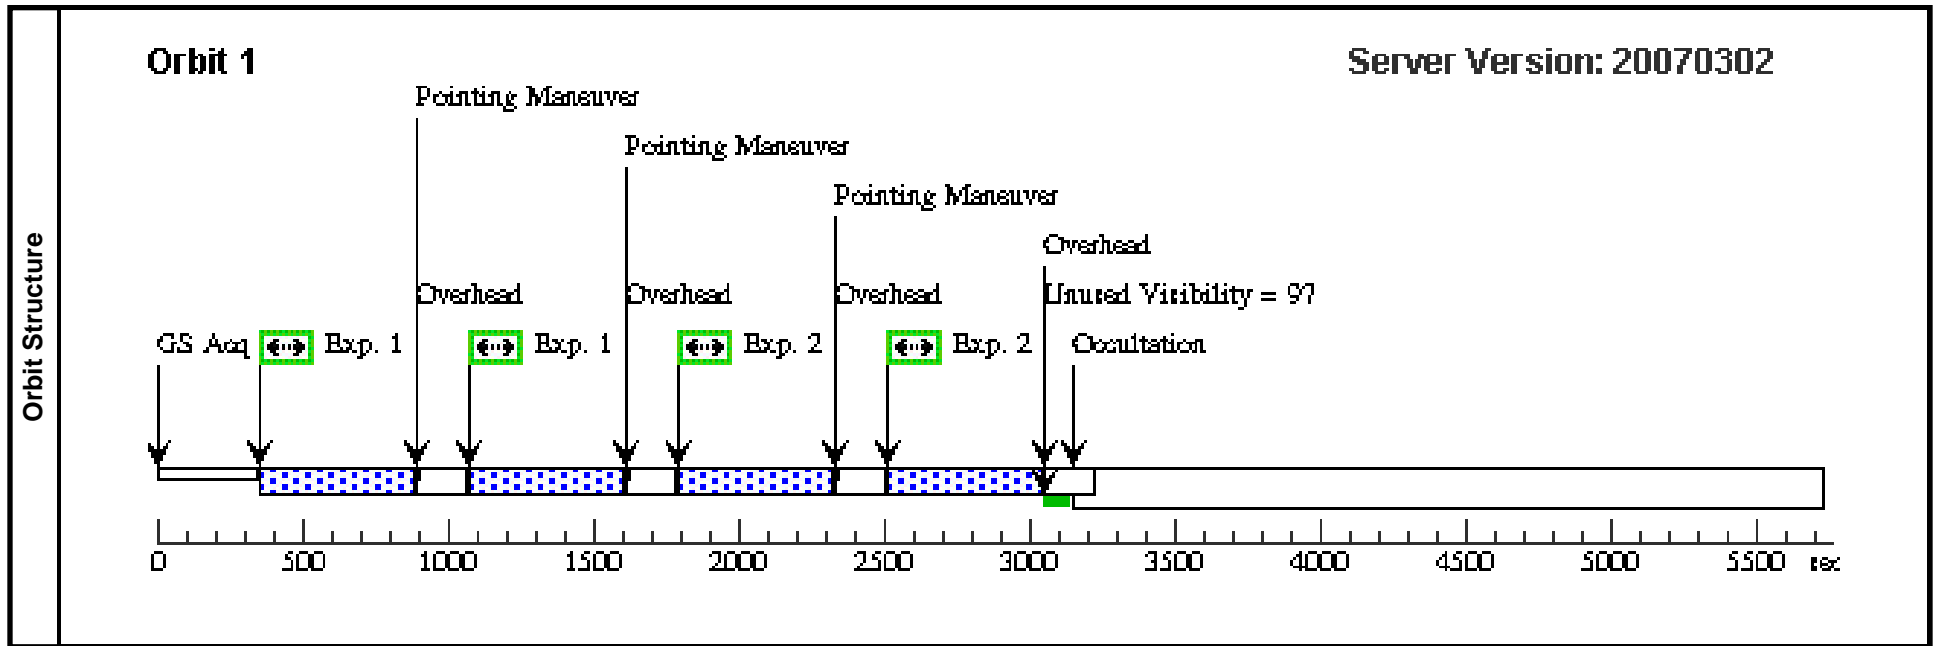 Orbit Structure
Orbit 1
Server Version: 20070302
Pointing Maneuver
Pointing Maneuver
Pointing Maneuver
Overhead
Overhead Overhead Overhead Unused Visibility = 97
GS Acq Exp. 1 Exp. 1 Exp. 2 Exp. 2 Occultation
0 500 1000 1500 2000 2500 3000 3500 4000 4500 5000 5500 sec